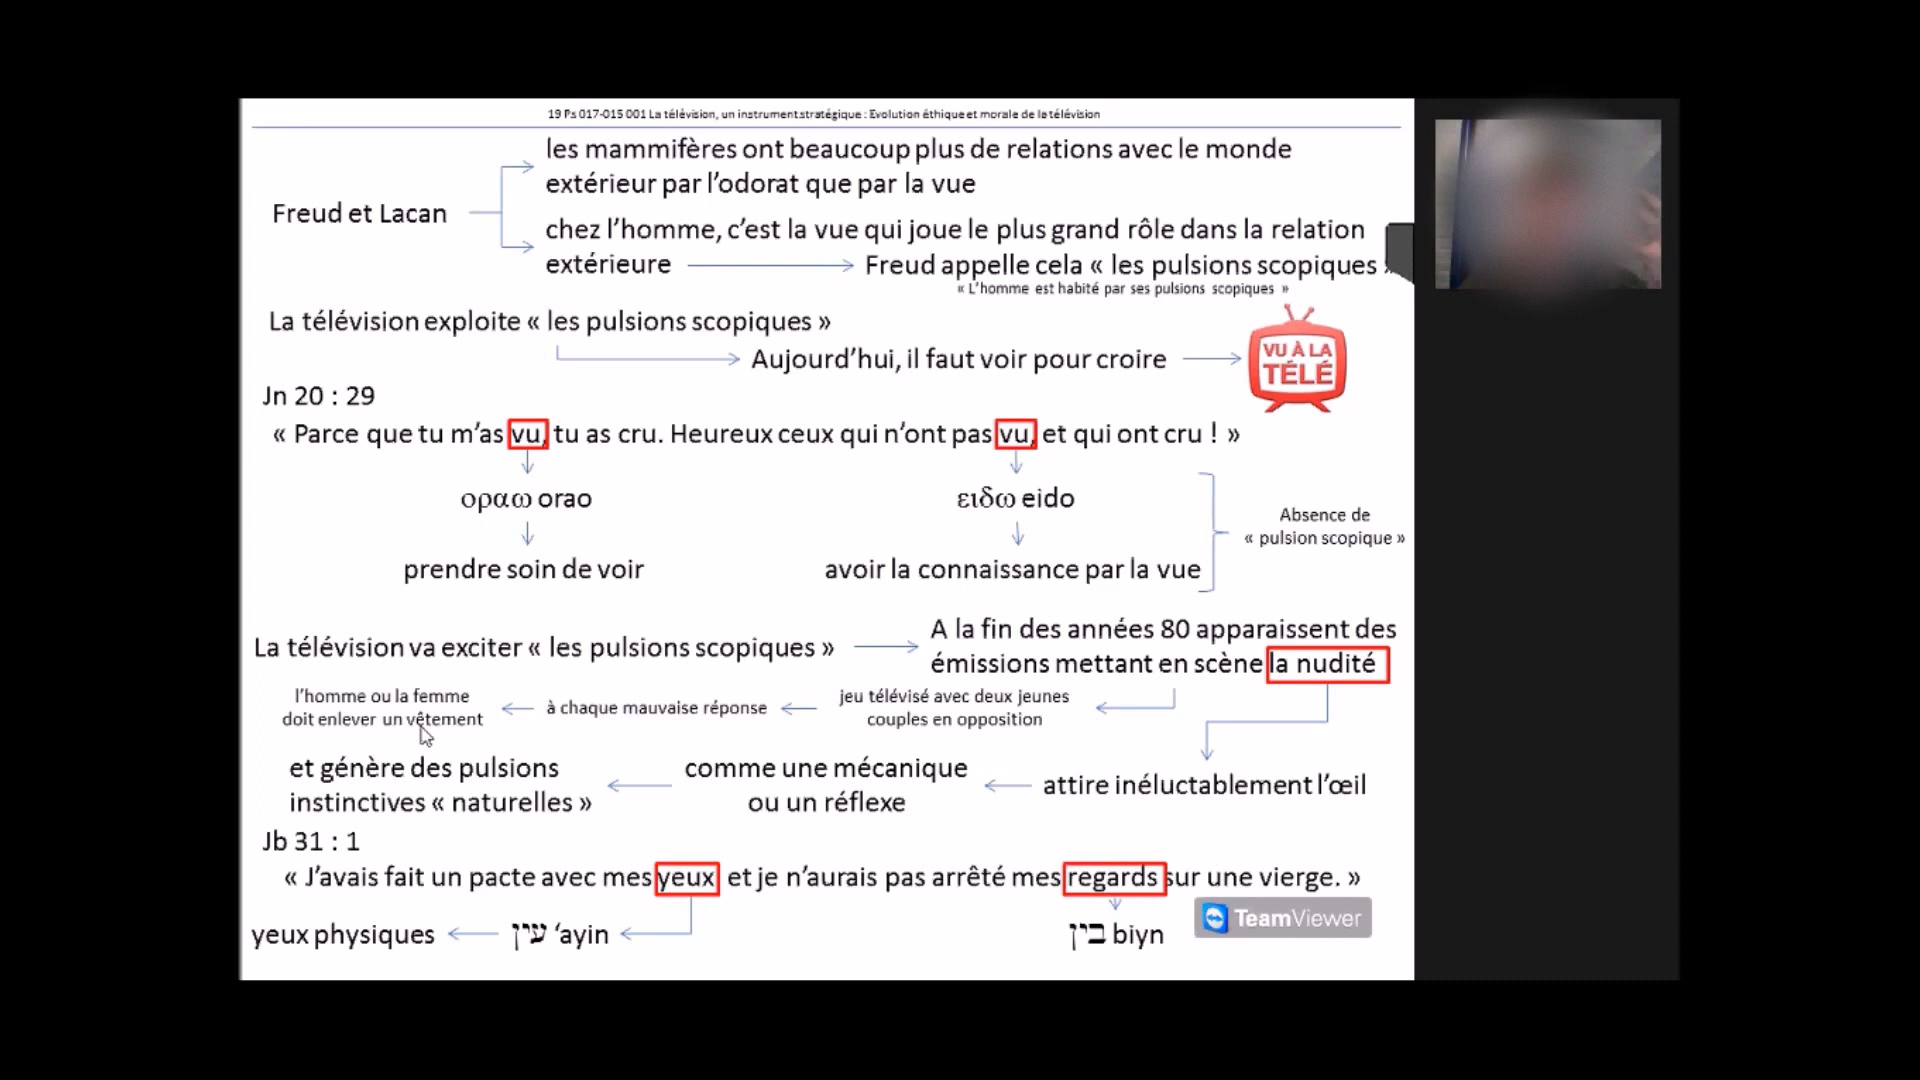 19 Ps 017-015 001 La télévision, un instrument stratégique : Evolution éthique et morale de la télévision
les mammifères ont beaucoup plus de relations avec le monde
extérieur par l'odorat que par la vue
Freud et Lacan
chez l'homme, c'est la vue qui joue le plus grand rôle dans la relation
extérieure
Freud appelle cela « les pulsions scopiques »
« L'homme est habité par ses pulsions scopiques »
La télévision exploite « les pulsions scopiques »
Aujourd'hui, il faut voir pour croire
VU À LA
TÉLÉ
Jn 20 : 29
« Parce que tu m'as vu, tu as cru. Heureux ceux qui n'ont pas vu, et qui ont cru ! »
οραω orao
ειδω eido
Absence de
« pulsion scopique »
prendre soin de voir
avoir la connaissance par la vue
La télévision va exciter « les pulsions scopiques »
A la fin des années 80 apparaissent des
émissions mettant en scène la nudité
jeu télévisé avec deux jeunes
couples en opposition
à chaque mauvaise réponse
l'homme ou la femme
doit enlever un vêtement
attire inéluctablement l'œil
comme une mécanique
ou un réflexe
et génère des pulsions
instinctives « naturelles »
Jb 31 : 1
« J'avais fait un pacte avec mes yeux et je n'aurais pas arrêté mes regards sur une vierge. »
yeux physiques
עין ‘ayin
בין biyn
TeamViewer